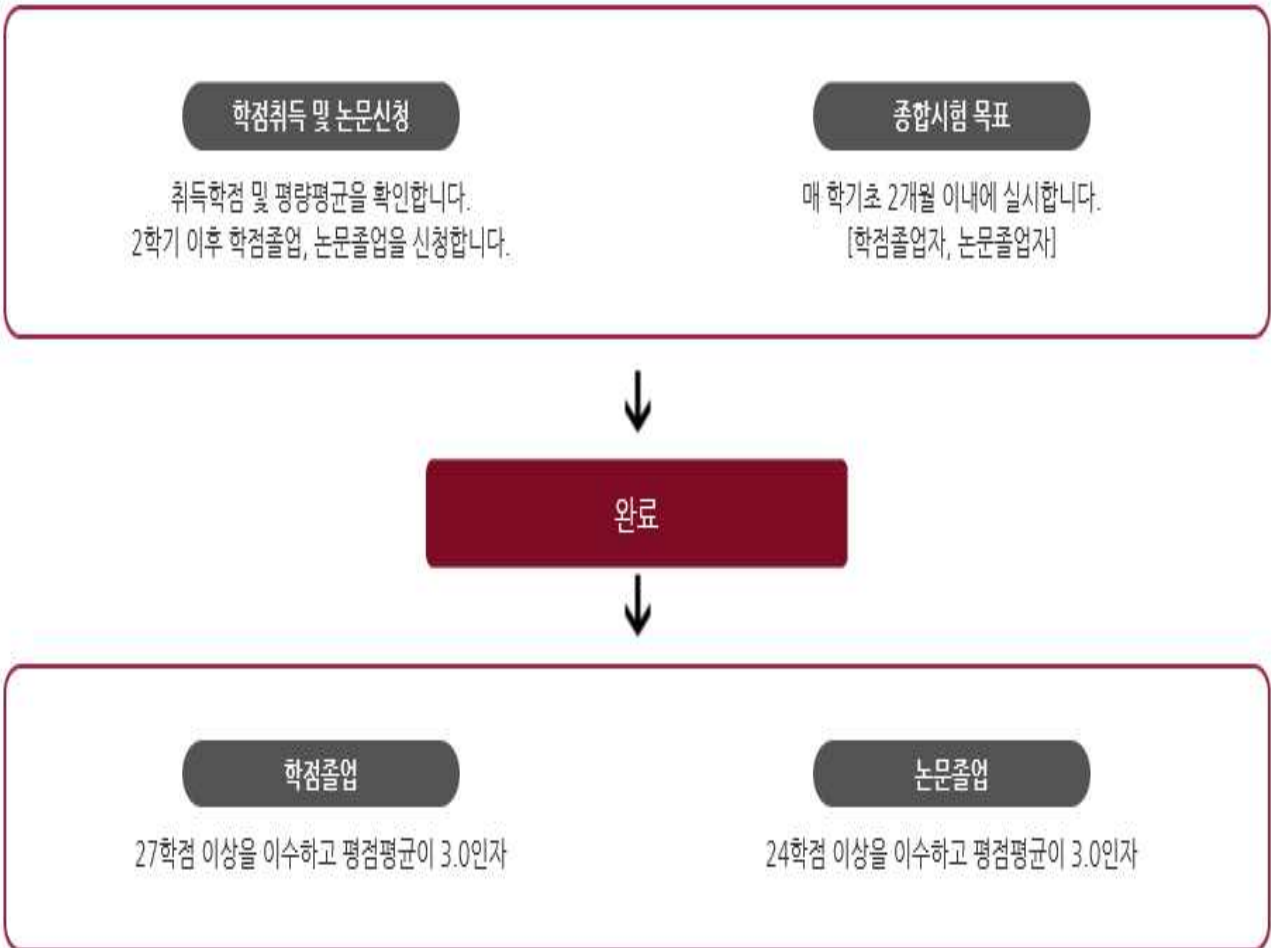 학점취득 및 논문신청
취득학점 및 평량평균을 확인합니다.
2학기 이후 학점졸업, 논문졸업을 신청합니다.
종합시험 목표
매 학기초 2개월 이내에 실시합니다.
[학점졸업자, 논문졸업자]
완료
학점졸업
27학점 이상을 이수하고 평점평균이 3.0인자
논문졸업
24학점 이상을 이수하고 평점평균이 3.0인자